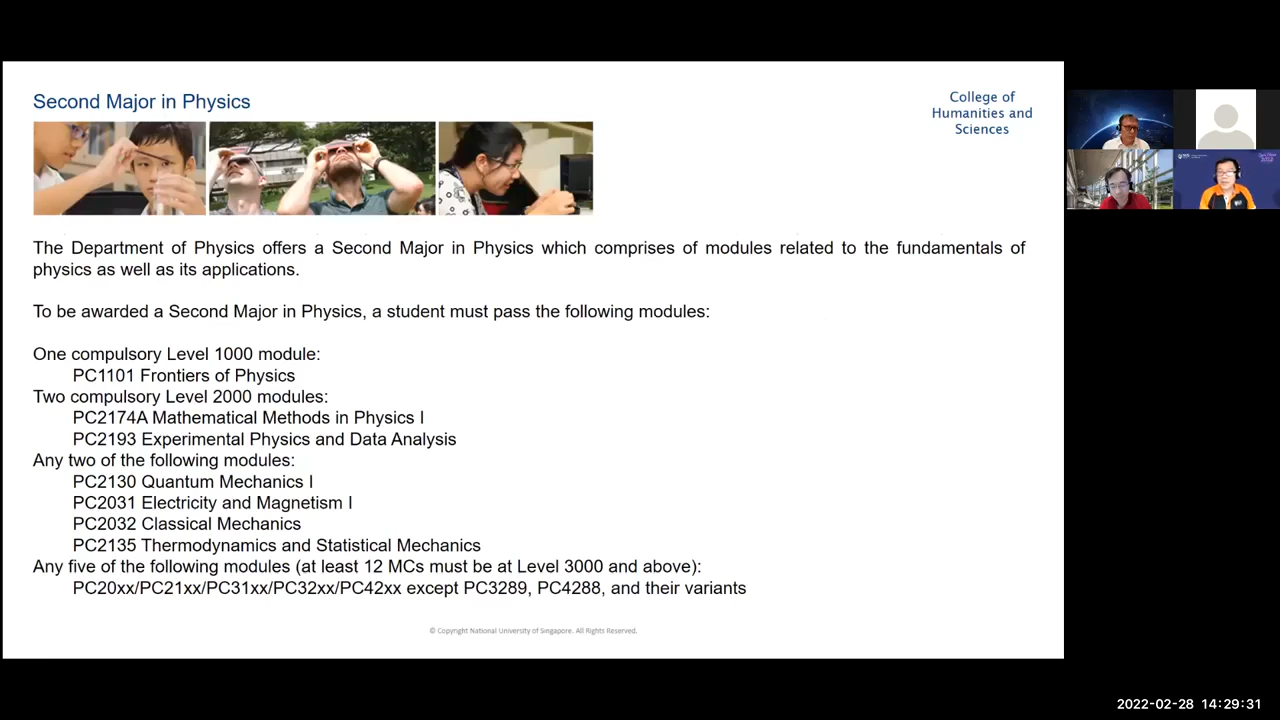 Second Major in Physics
College of
Humanities and
Sciences
The Department of Physics offers a Second Major in Physics which comprises of modules related to the fundamentals of
physics as well as its applications.
To be awarded a Second Major in Physics, a student must pass the following modules:
One compulsory Level 1000 module:
PC1101 Frontiers of Physics
Two compulsory Level 2000 modules:
PC2174A Mathematical Methods in Physics I
PC2193 Experimental Physics and Data Analysis
Any two of the following modules:
PC2130 Quantum Mechanics I
PC2031 Electricity and Magnetism I
PC2032 Classical Mechanics
PC2135 Thermodynamics and Statistical Mechanics
Any five of the following modules (at least 12 MCs must be at Level 3000 and above):
PC20xx/PC21xx/PC31xx/PC32xx/PC42xx except PC3289, PC4288, and their variants
© Copyright National University of Singapore. All Rights Reserved.
2022-02-28 14:29:31